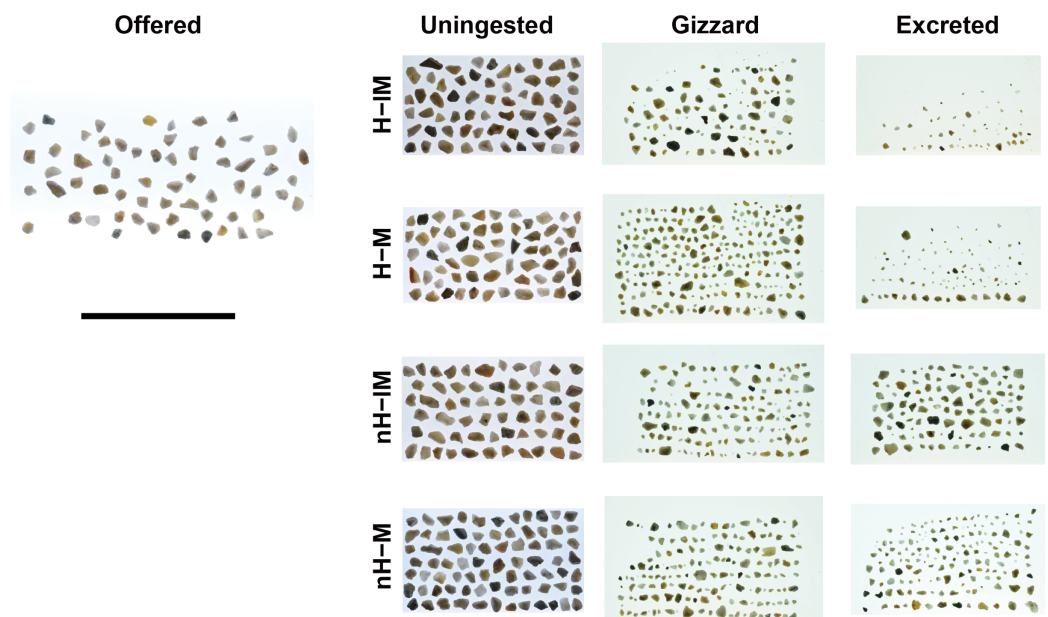 Offered
Uningested
Gizzard
Excreted
H−IM
H−M
nH−IM
nH−M